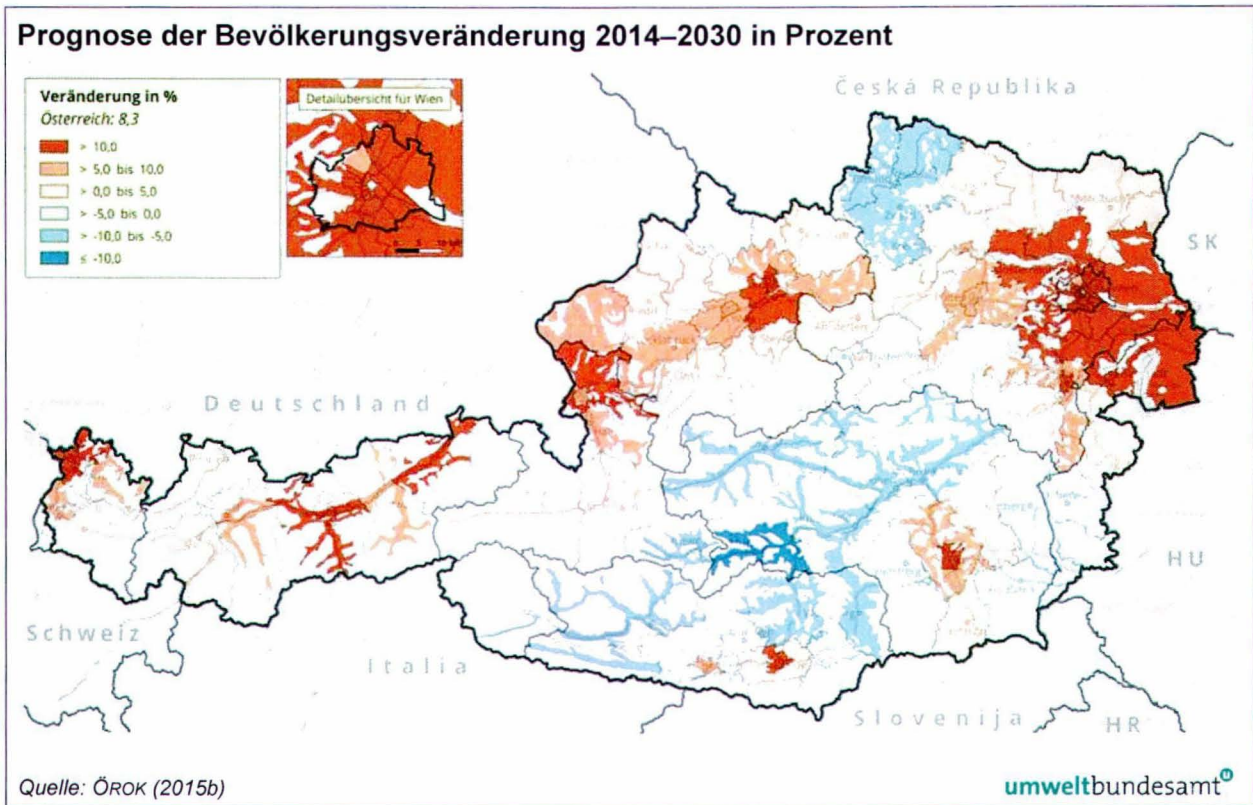 Prognose der Bevölkerungsveränderung 2014–2030 in Prozent
Veränderung in %
Österreich: 8,3
> 10,0
> 5,0 bis 10,0
> 0,0 bis 5,0
> -5,0 bis 0,0
> -10,0 bis -5,0
≤ -10,0
Detailübersicht für Wien
Česká Republika
SK
Deutschland
HU
Schweiz
Italia
Slovenija
HR
Quelle: ÖROK (2015b)
umweltbundesamt